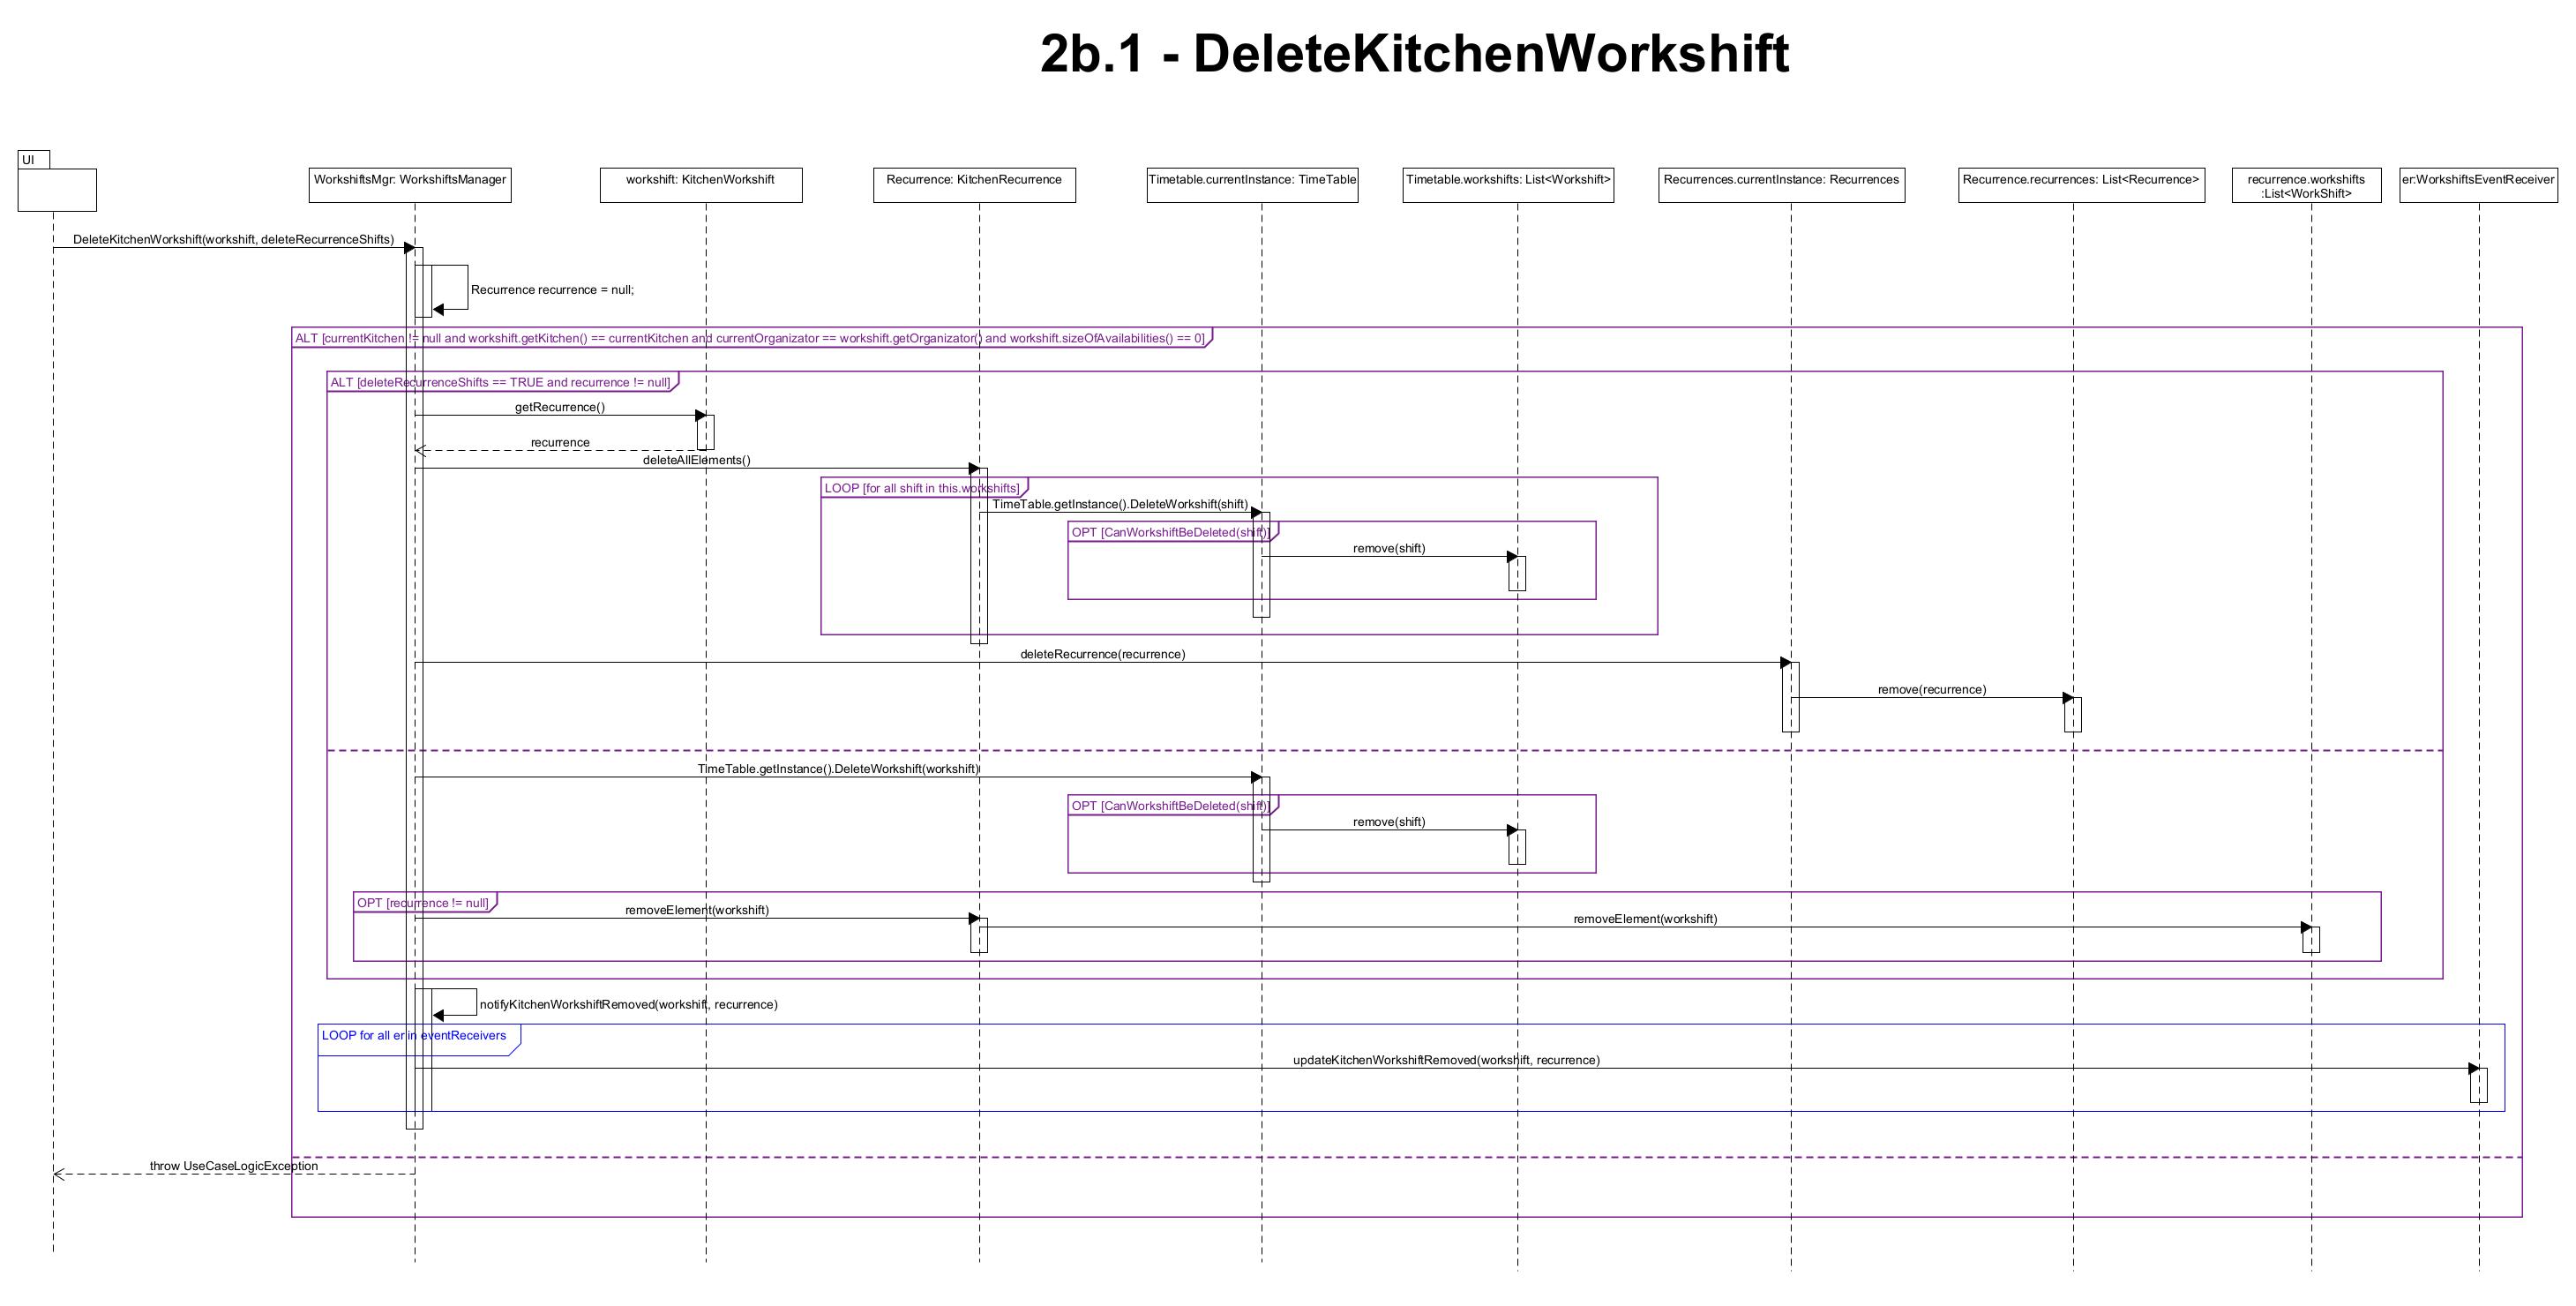 2b.1 - DeleteKitchenWorkshift
UI
WorkshiftsMgr: WorkshiftsManager
workshift: KitchenWorkshift
Recurrence: KitchenRecurrence
Timetable.currentInstance: TimeTable
Timetable.workshifts: List<Workshift>
Recurrences.currentInstance: Recurrences
Recurrence.recurrences: List<Recurrence>
recurrence.workshifts
:List<WorkShift>
er:WorkshiftsEventReceiver
DeleteKitchenWorkshift(workshift, deleteRecurrenceShifts)
Recurrence recurrence = null;
ALT [currentKitchen != null and workshift.getKitchen() == currentKitchen and currentOrganizator == workshift.getOrganizator() and workshift.sizeOfAvailabilities() == 0]
ALT [deleteRecurrenceShifts == TRUE and recurrence != null]
getRecurrence()
recurrence
deleteAllElements()
LOOP [for all shift in this.workshifts]
TimeTable.getInstance().DeleteWorkshift(shift)
OPT [CanWorkshiftBeDeleted(shift)]
remove(shift)
deleteRecurrence(recurrence)
remove(recurrence)
TimeTable.getInstance().DeleteWorkshift(workshift)
OPT [CanWorkshiftBeDeleted(shift)]
remove(shift)
OPT [recurrence != null]
removeElement(workshift)
removeElement(workshift)
notifyKitchenWorkshiftRemoved(workshift, recurrence)
LOOP for all er in eventReceivers
updateKitchenWorkshiftRemoved(workshift, recurrence)
throw UseCaseLogicException